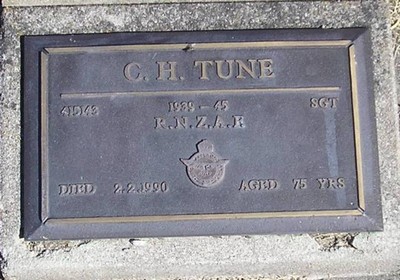 C. H. TUNE
415143 1939 - 45 SGT
R.N.Z.A.F
DIED 2.2.1990 AGED 75 YRS